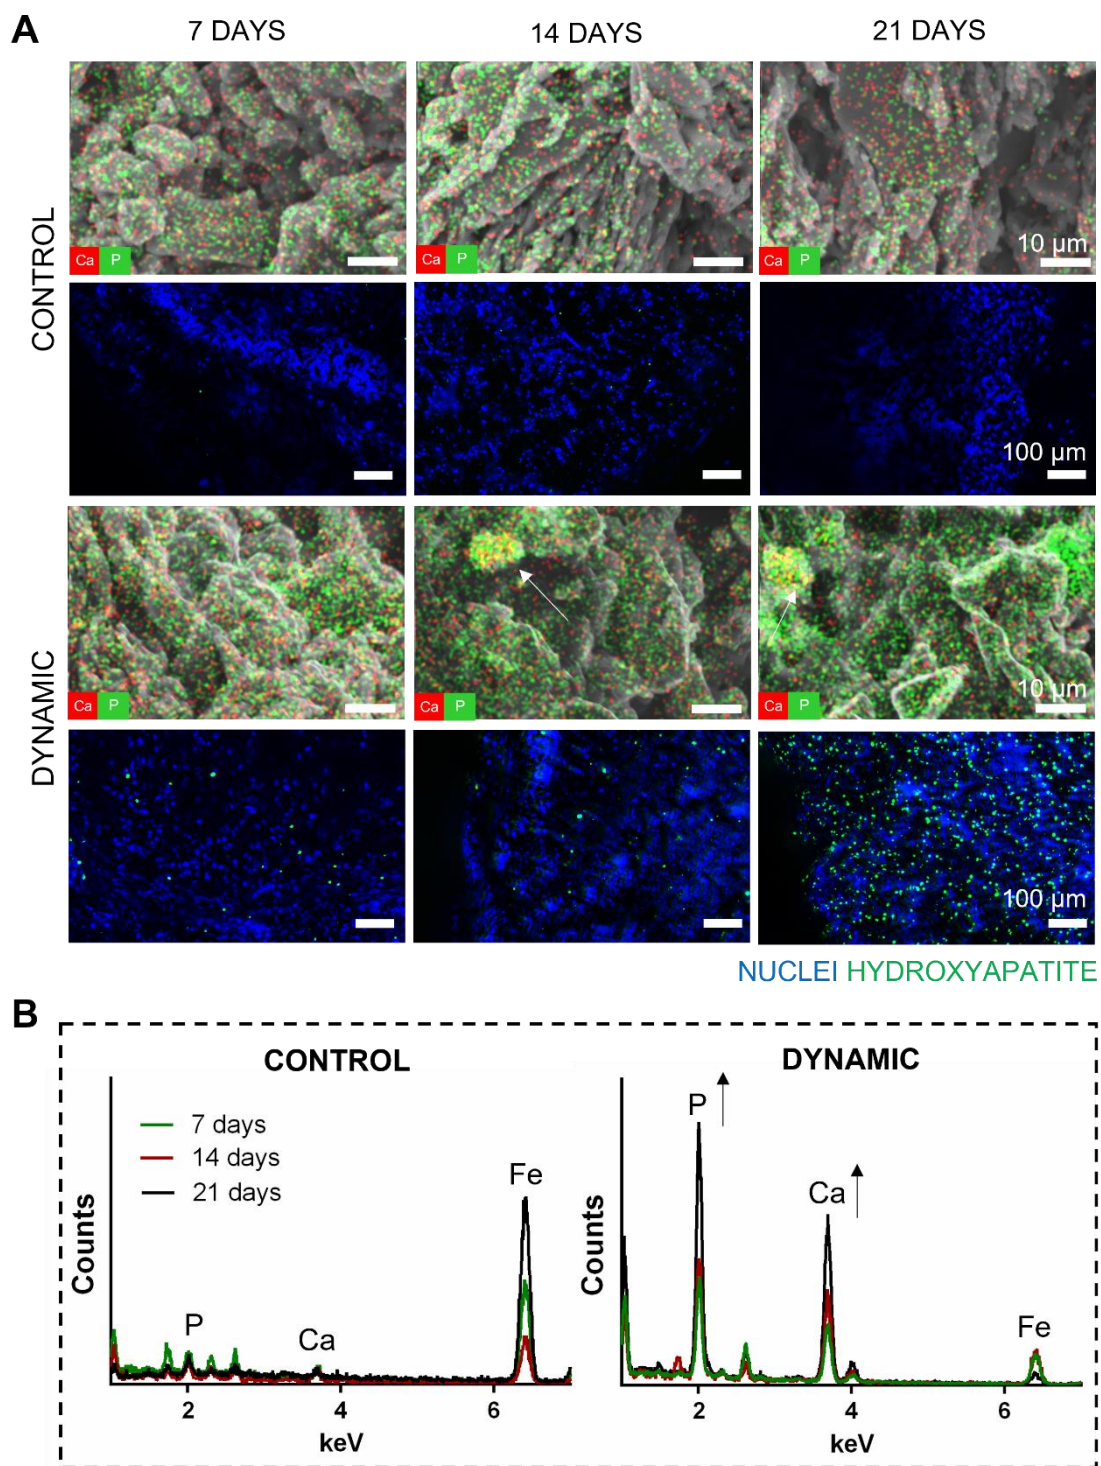 A
7 DAYS 14 DAYS 21 DAYS
CONTROL
Ca P Ca P Ca P 10 µm
100 µm
DYNAMIC
Ca P Ca P Ca P 10 µm
100 µm
NUCLEI HYDROXYAPATITE
B
CONTROL
7 days
14 days
21 days
Fe
P
Ca
Counts
2 4 6
keV
DYNAMIC
P
Ca
Fe
Counts
2 4 6
keV